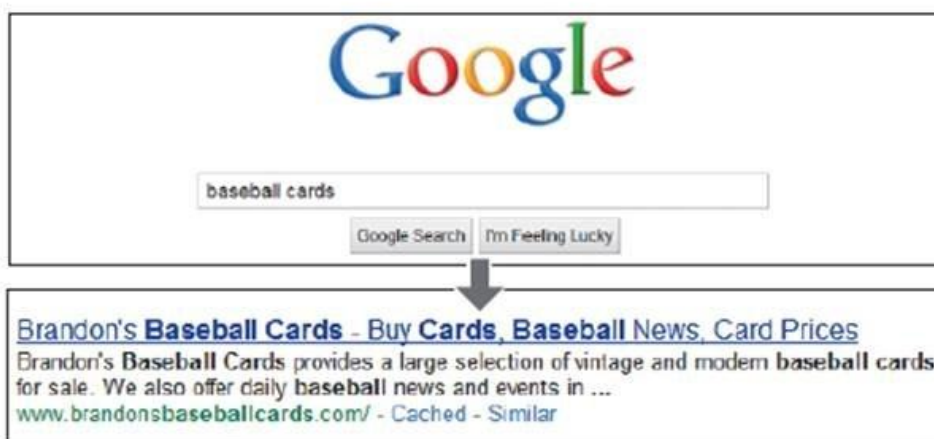 Google
baseball cards
Google Search I'm Feeling Lucky
Brandon's Baseball Cards - Buy Cards, Baseball News, Card Prices
Brandon's Baseball Cards provides a large selection of vintage and modern baseball cards
for sale. We also offer daily baseball news and events in ...
www.brandonsbaseballcards.com/ - Cached - Similar